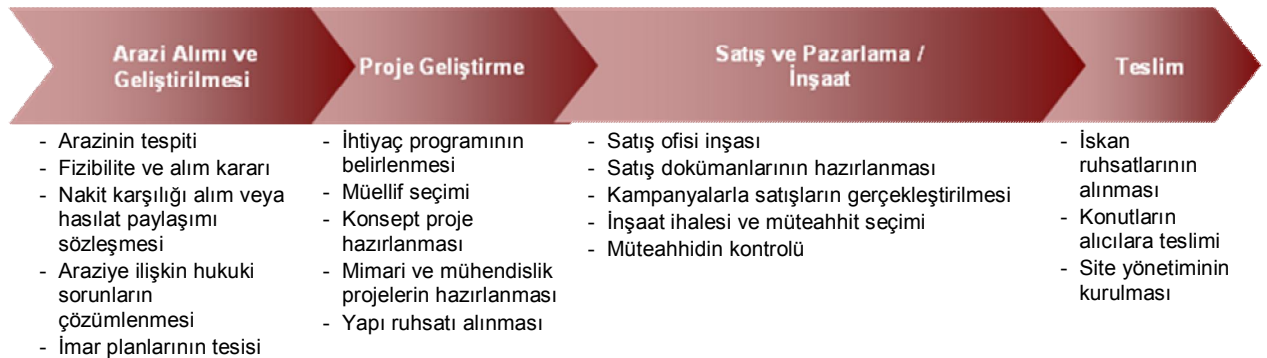 Arazi Alımı ve
Geliştirilmesi
Proje Geliştirme
Satış ve Pazarlama /
İnşaat
Teslim
- Arazinin tespiti
- Fizibilite ve alım kararı
- Nakit karşılığı alım veya
hasılat paylaşımı
sözleşmesi
- Araziye ilişkin hukuki
sorunların
çözümlenmesi
- İmar planlarının tesisi
- İhtiyaç programının
belirlenmesi
- Müellif seçimi
- Konsept proje
hazırlanması
- Mimari ve mühendislik
projelerin hazırlanması
- Yapı ruhsatı alınması
- Satış ofisi inşası
- Satış dokümanlarının hazırlanması
- Kampanyalarla satışların gerçekleştirilmesi
- İnşaat ihalesi ve müteahhit seçimi
- Müteahhidin kontrolü
- İskan
ruhsatlarının
alınması
- Konutların
alıcılara teslimi
- Site yönetiminin
kurulması